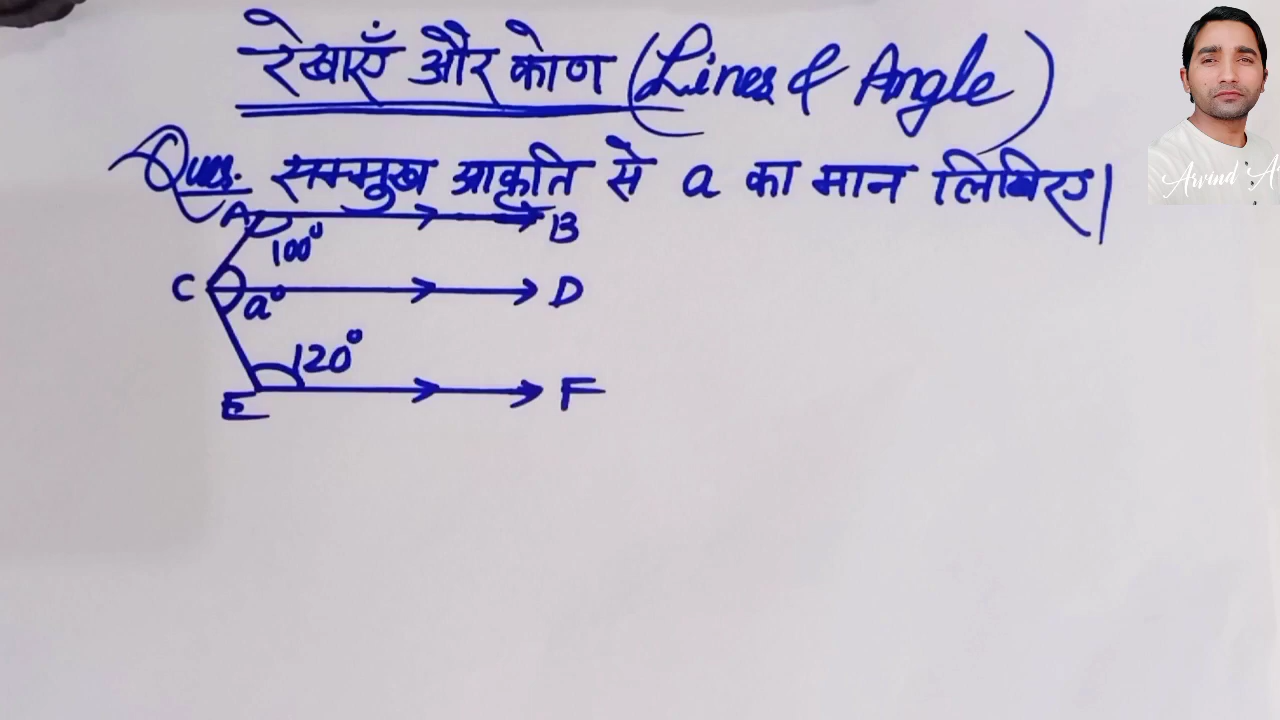 रेखाएँ और कोण (Lines & Angle)
Ques. सम्मुख आकृति से a का मान लिखिए।
A B
100°
C a° D
120°
E F
Arvind A